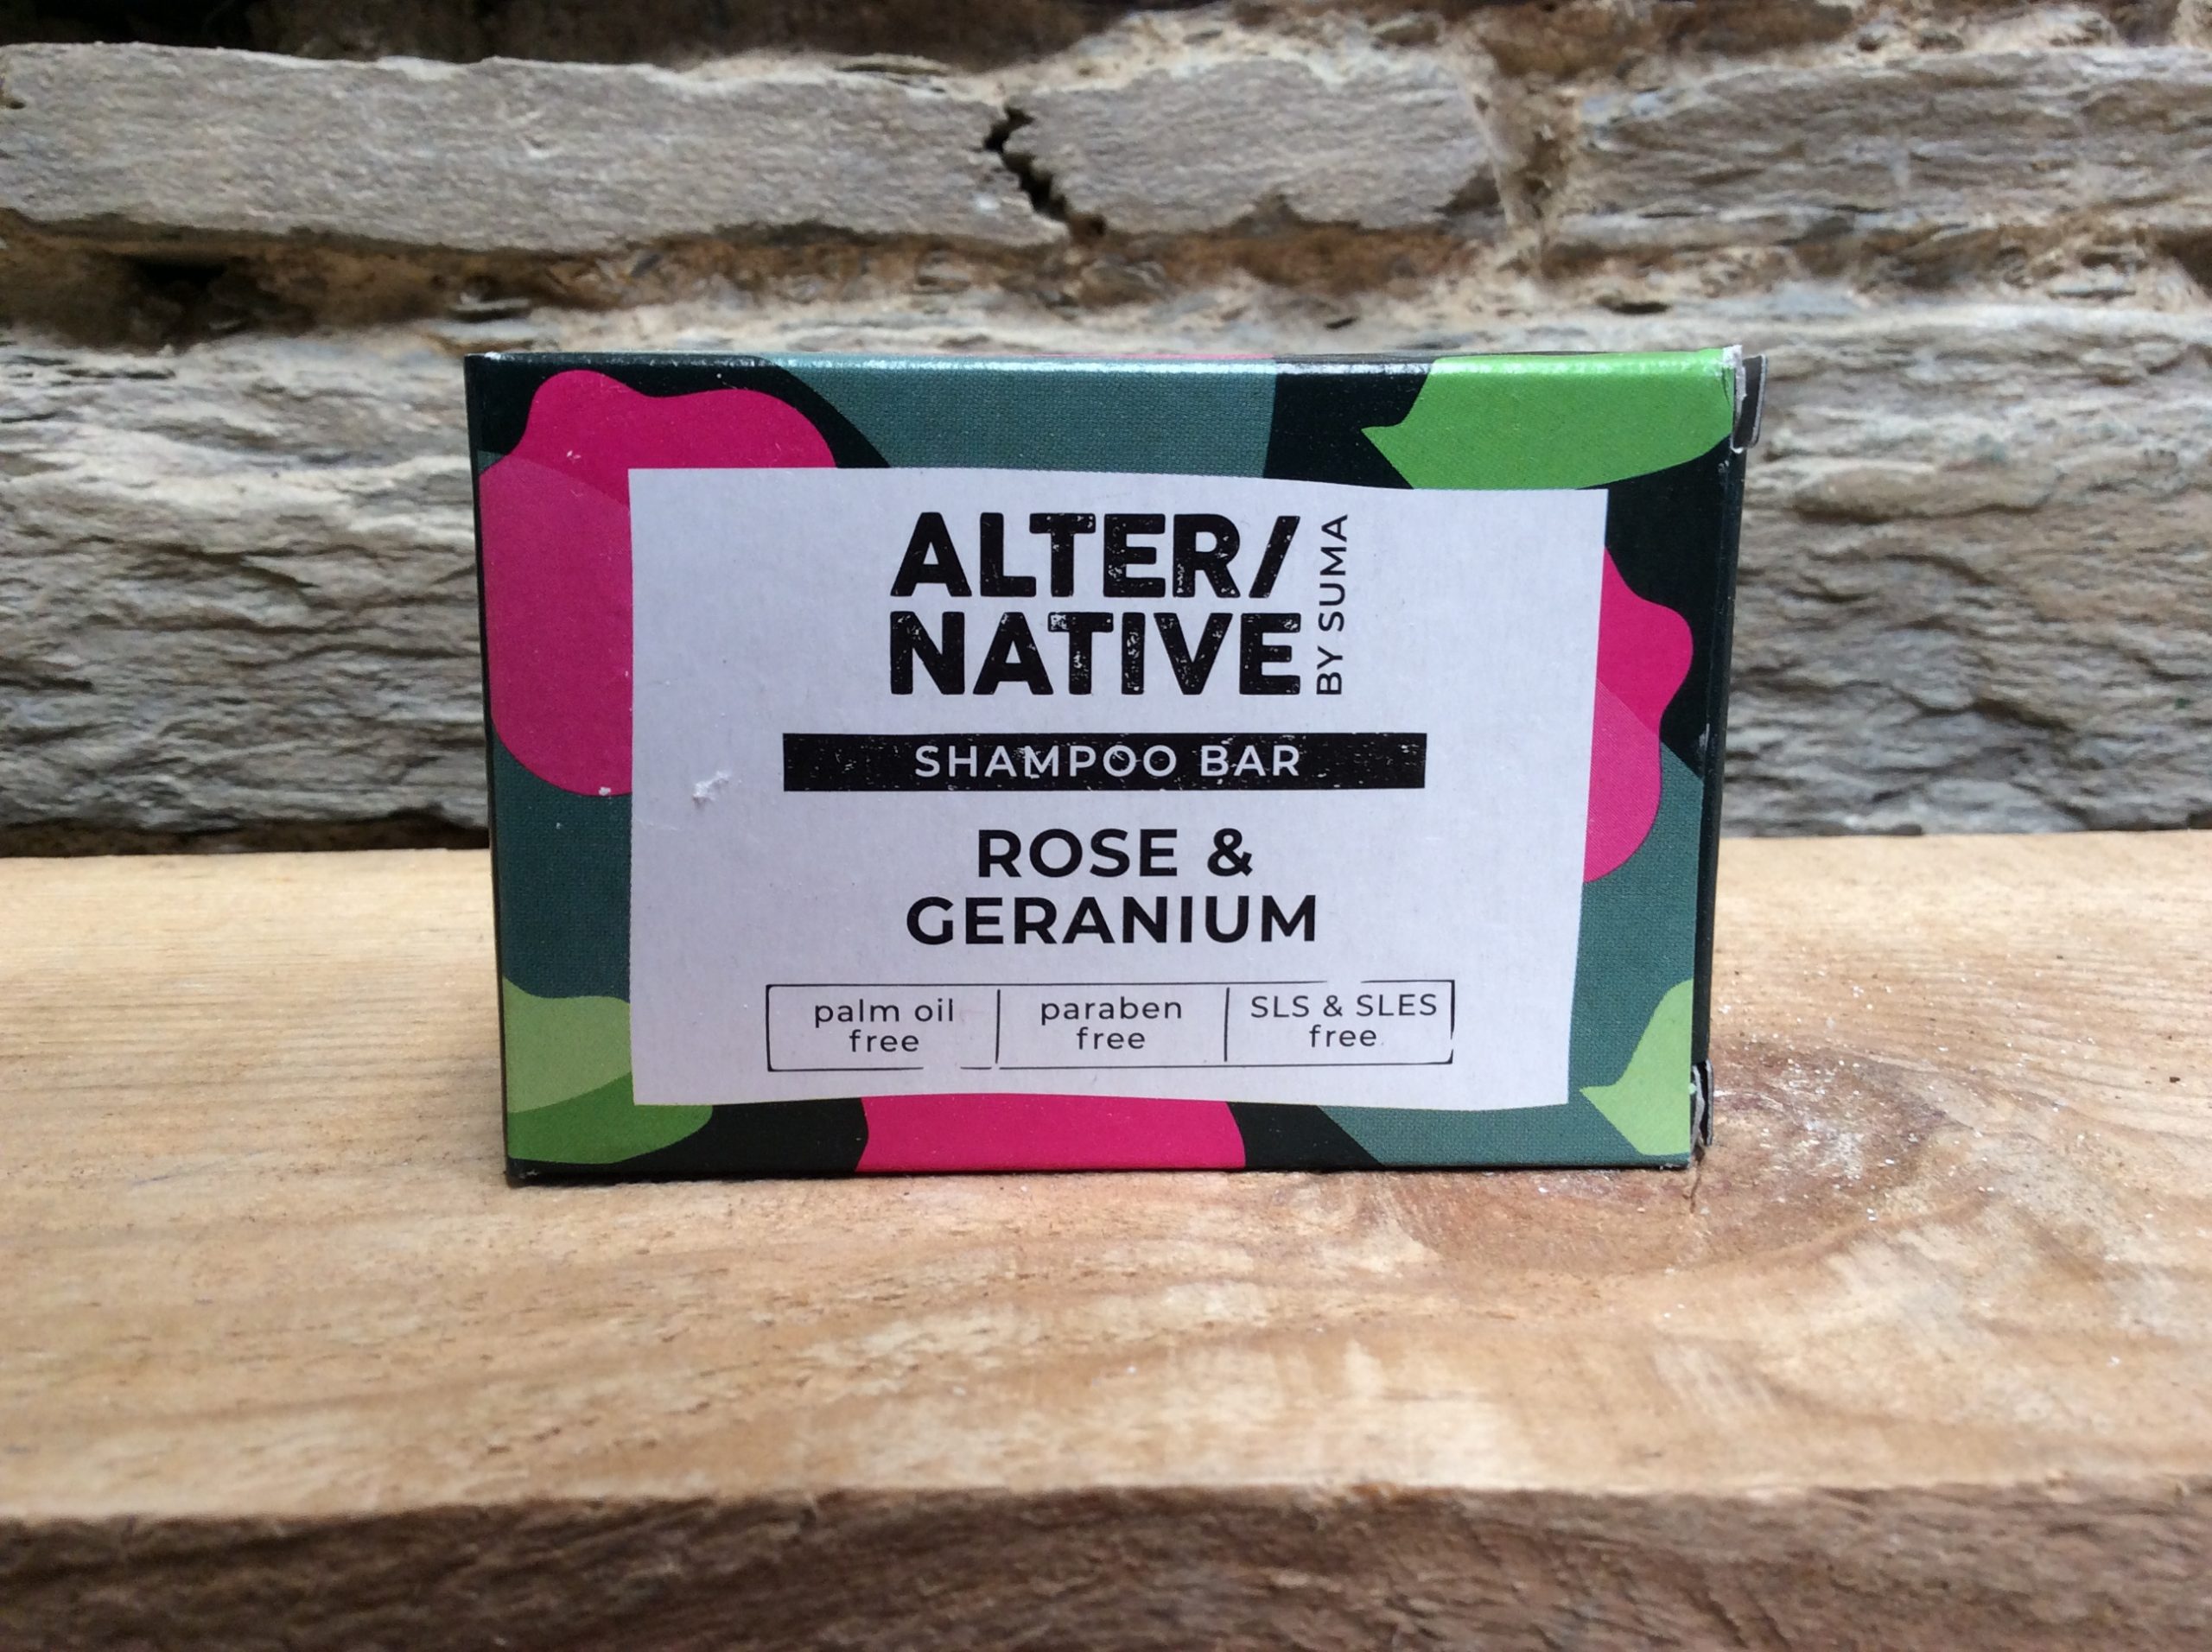 ALTER/
NATIVE
BY SUMA
SHAMPOO BAR
ROSE &
GERANIUM
palm oil
free
paraben
free
SLS & SLES
free